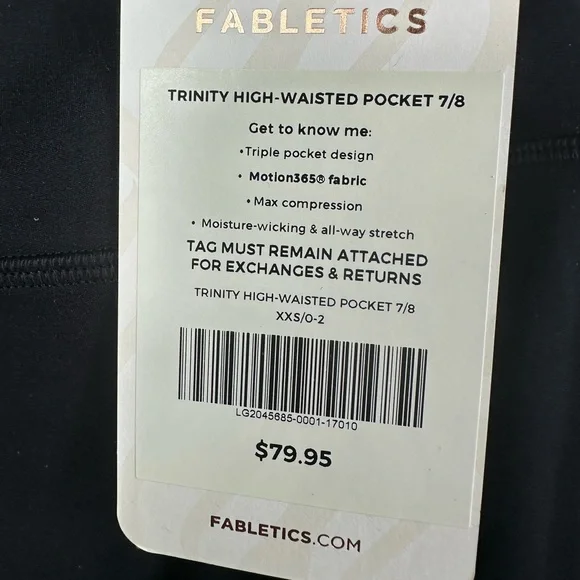 FABLETICS
TRINITY HIGH-WAISTED POCKET 7/8
Get to know me:
•Triple pocket design
• Motion365® fabric
•Max compression
• Moisture-wicking & all-way stretch
TAG MUST REMAIN ATTACHED
FOR EXCHANGES & RETURNS
TRINITY HIGH-WAISTED POCKET 7/8
XXS/0-2
LG2045685-0001-17010
$79.95
FABLETICS.COM